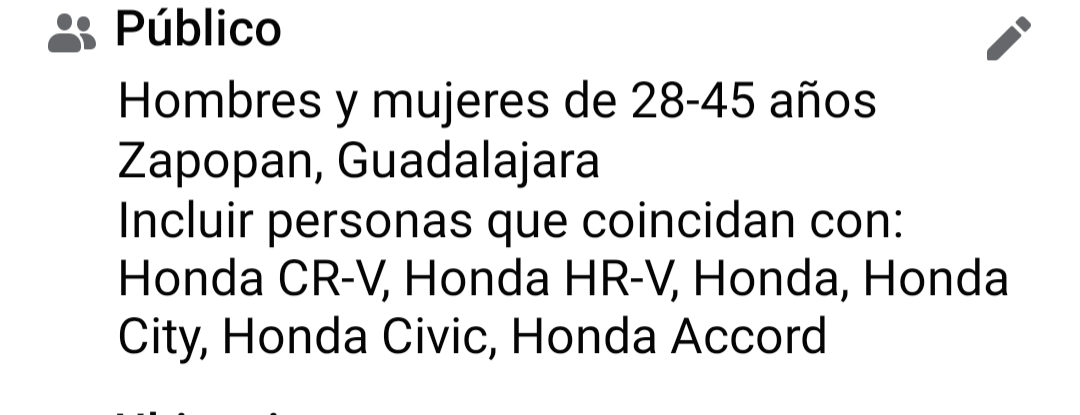 Público
Hombres y mujeres de 28-45 años
Zapopan, Guadalajara
Incluir personas que coincidan con:
Honda CR-V, Honda HR-V, Honda, Honda
City, Honda Civic, Honda Accord